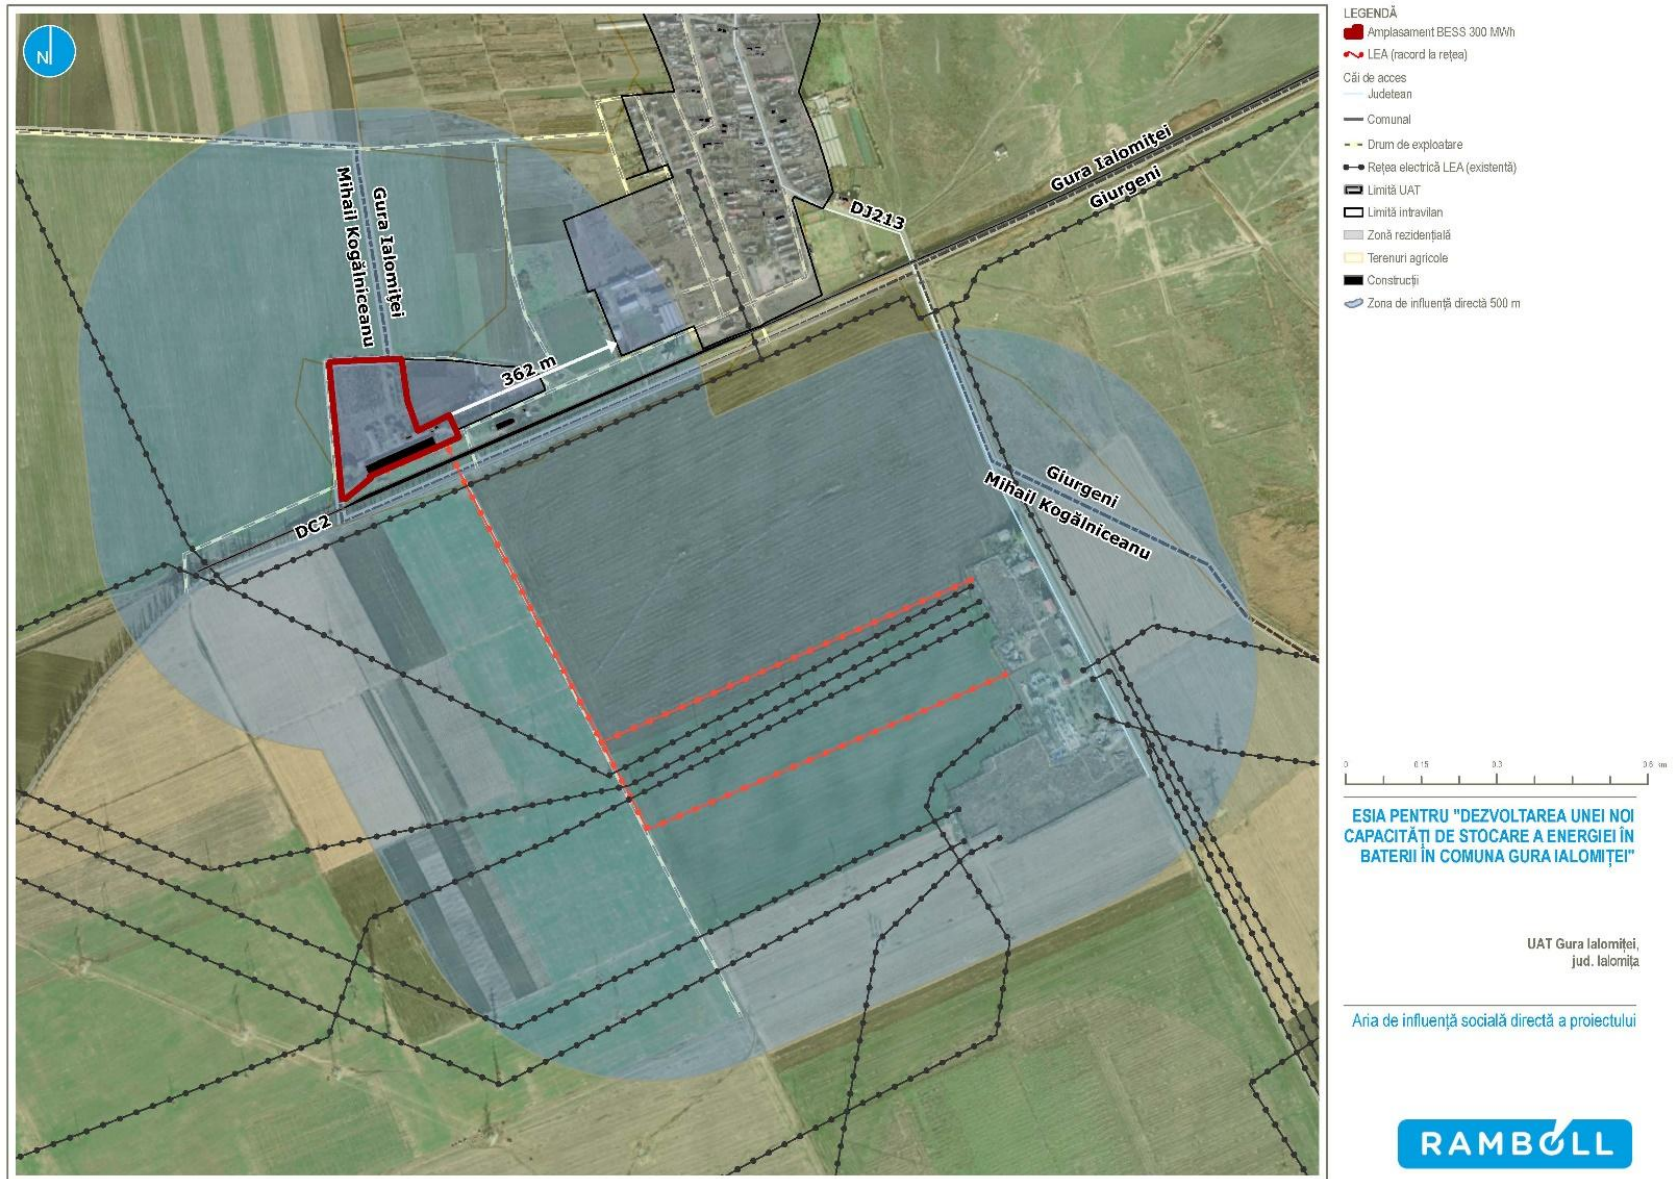 N
Mihail Kogălniceanu
Gura Ialomiței
DJ213
Gura Ialomiței
Giurgeni
362 m
DC2
Giurgeni
Mihail Kogălniceanu
LEGENDĂ
Amplasament BESS 300 MWh
LEA (racord la rețea)
Căi de acces
Județean
Comunal
Drum de exploatare
Rețea electrică LEA (existentă)
Limită UAT
Limită intravilan
Zonă rezidențială
Terenuri agricole
Construcții
Zona de influență directă 500 m
0 0.15 0.3
ESIA PENTRU "DEZVOLTAREA UNEI NOI
CAPACITĂȚI DE STOCARE A ENERGIEI ÎN
BATERII ÎN COMUNA GURA IALOMIȚEI"
UAT Gura Ialomiței,
jud. Ialomița
Aria de influență socială directă a proiectului
RAMBOLL